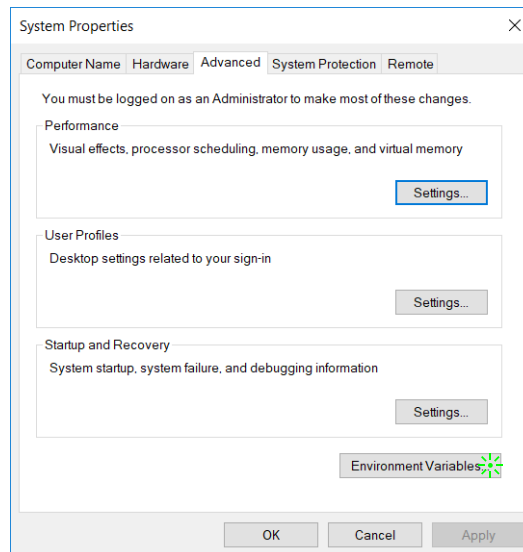 System Properties
Computer Name Hardware Advanced System Protection Remote
You must be logged on as an Administrator to make most of these changes.
Performance
Visual effects, processor scheduling, memory usage, and virtual memory
Settings...
User Profiles
Desktop settings related to your sign-in
Settings...
Startup and Recovery
System startup, system failure, and debugging information
Settings...
Environment Variables...
OK Cancel Apply